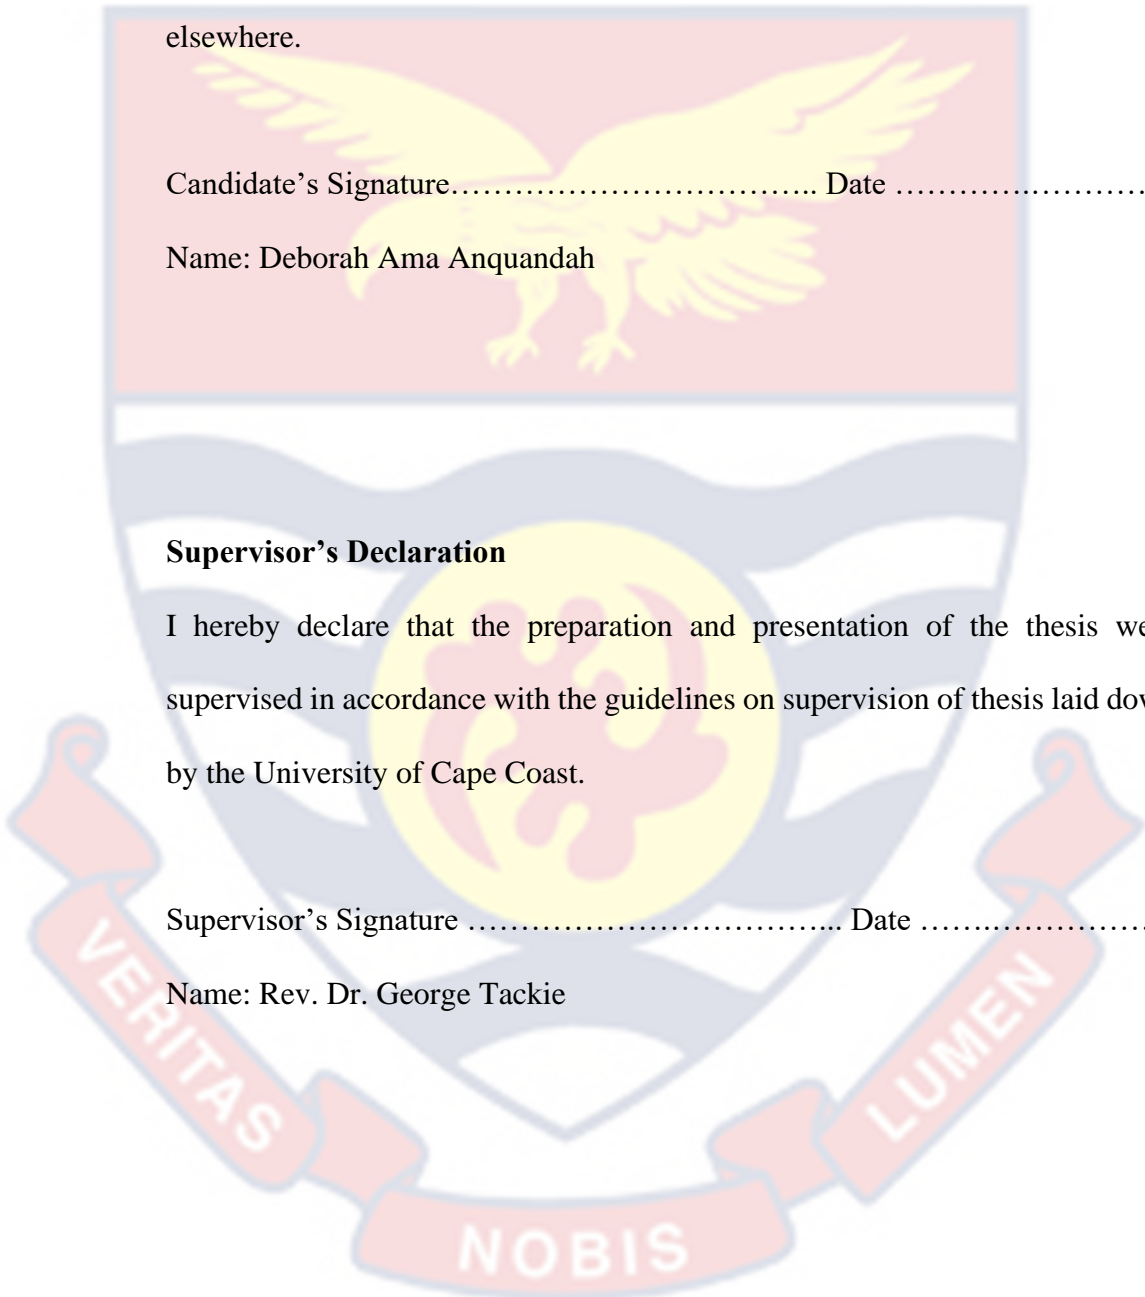 elsewhere.
Candidate’s Signature…………………………….. Date ………….…………
Name: Deborah Ama Anquandah
Supervisor’s Declaration
I hereby declare that the preparation and presentation of the thesis we
supervised in accordance with the guidelines on supervision of thesis laid dow
by the University of Cape Coast.
Supervisor’s Signature ……………………………... Date …….……………
Name: Rev. Dr. George Tackie
VERITAS
NOBIS
LUMEN